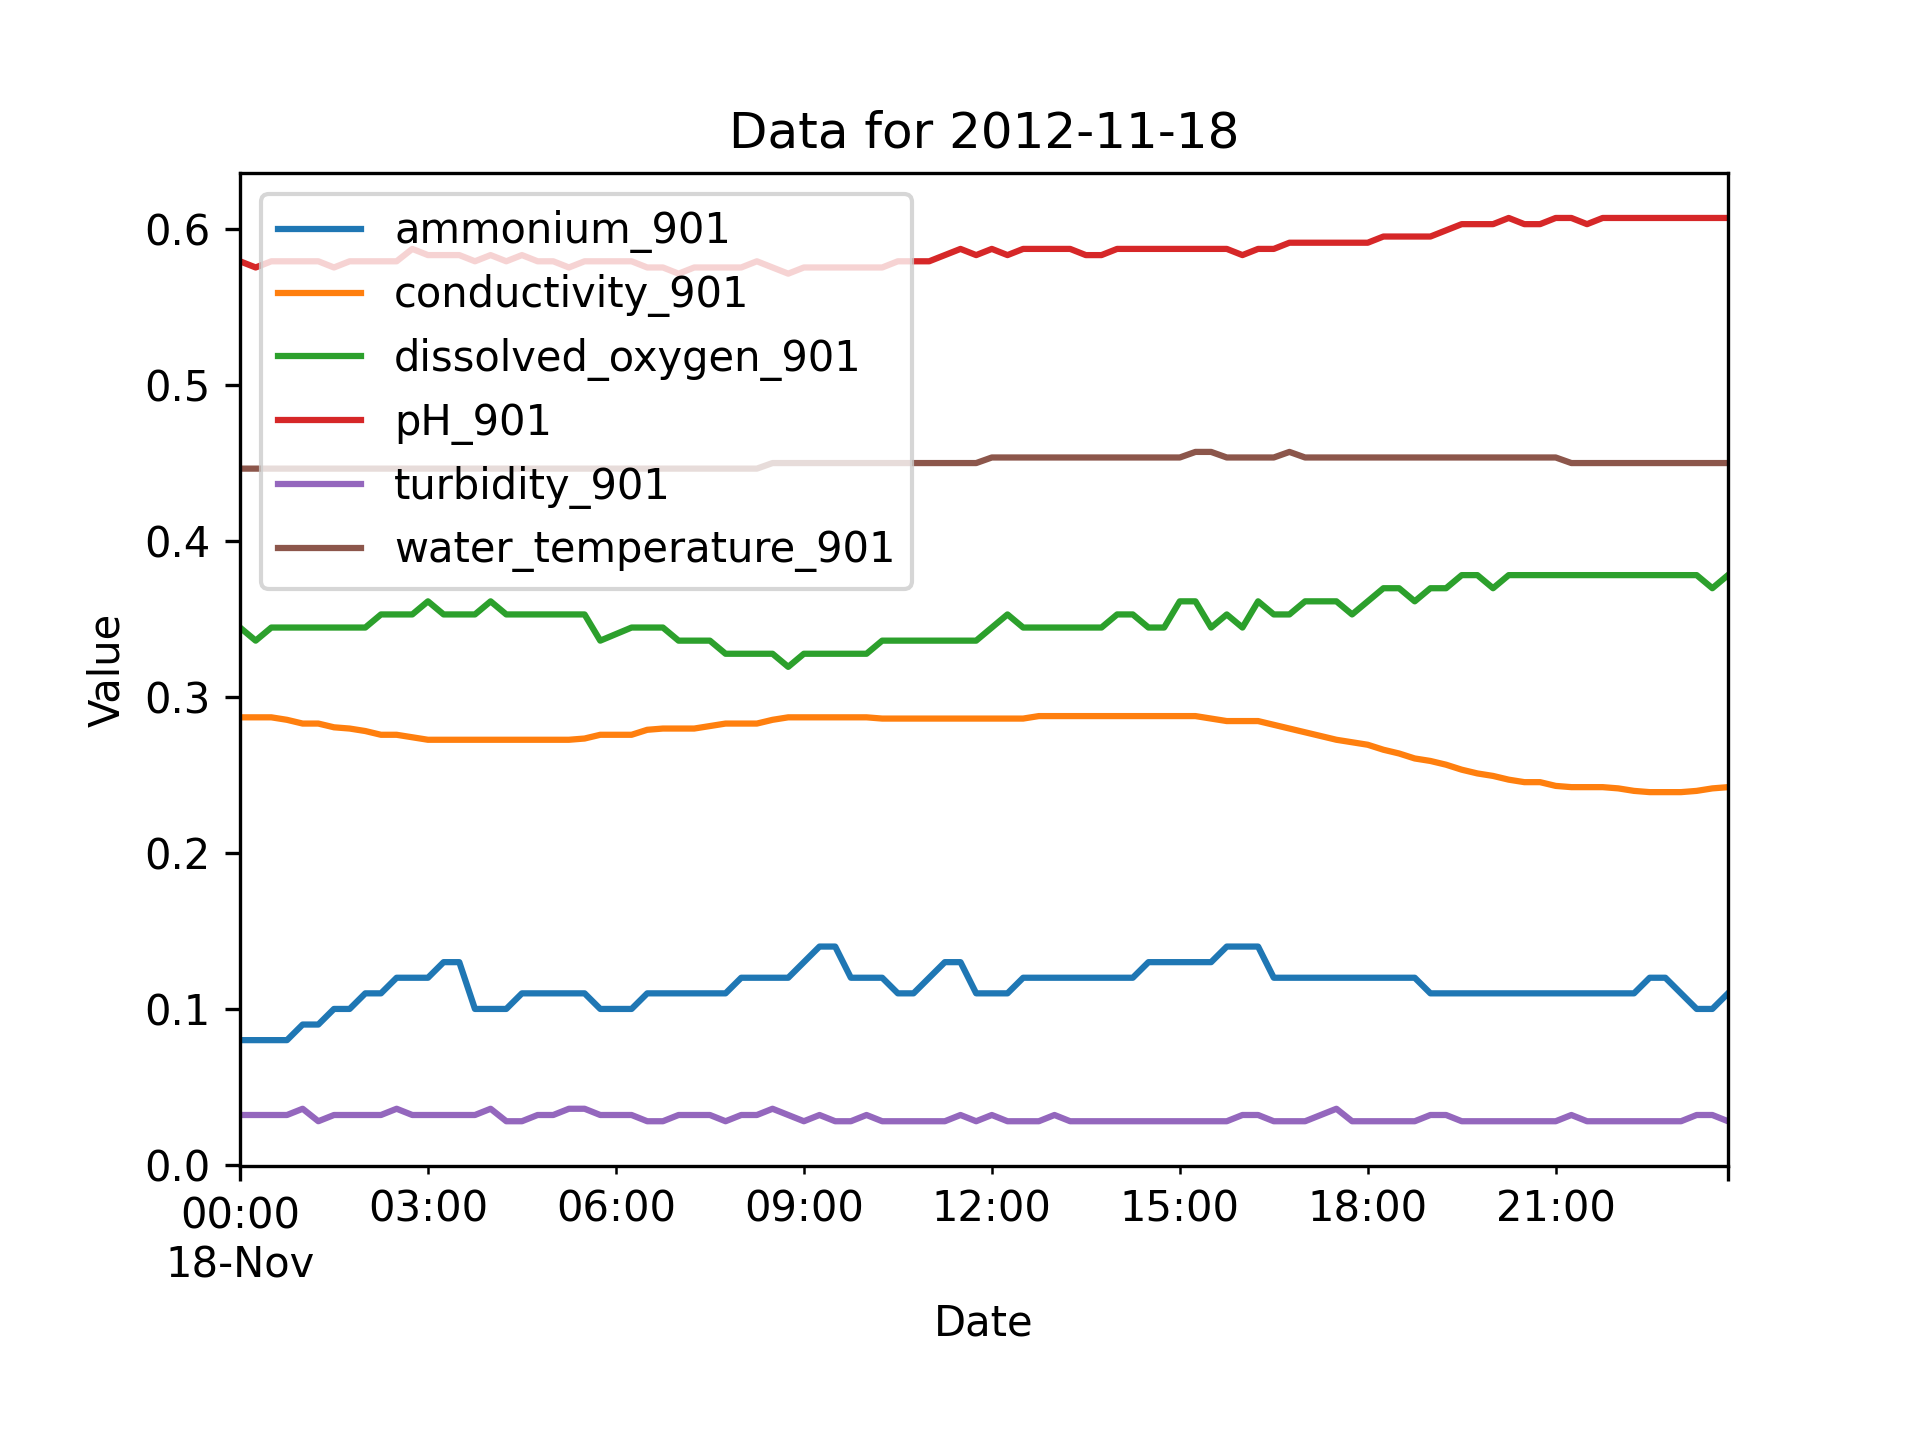 Data for 2012-11-18
ammonium_901
conductivity_901
dissolved_oxygen_901
pH_901
turbidity_901
water_temperature_901
0.6
0.5
0.4
0.3
0.2
0.1
0.0
Value
00:00 03:00 06:00 09:00 12:00 15:00 18:00 21:00
18-Nov
Date